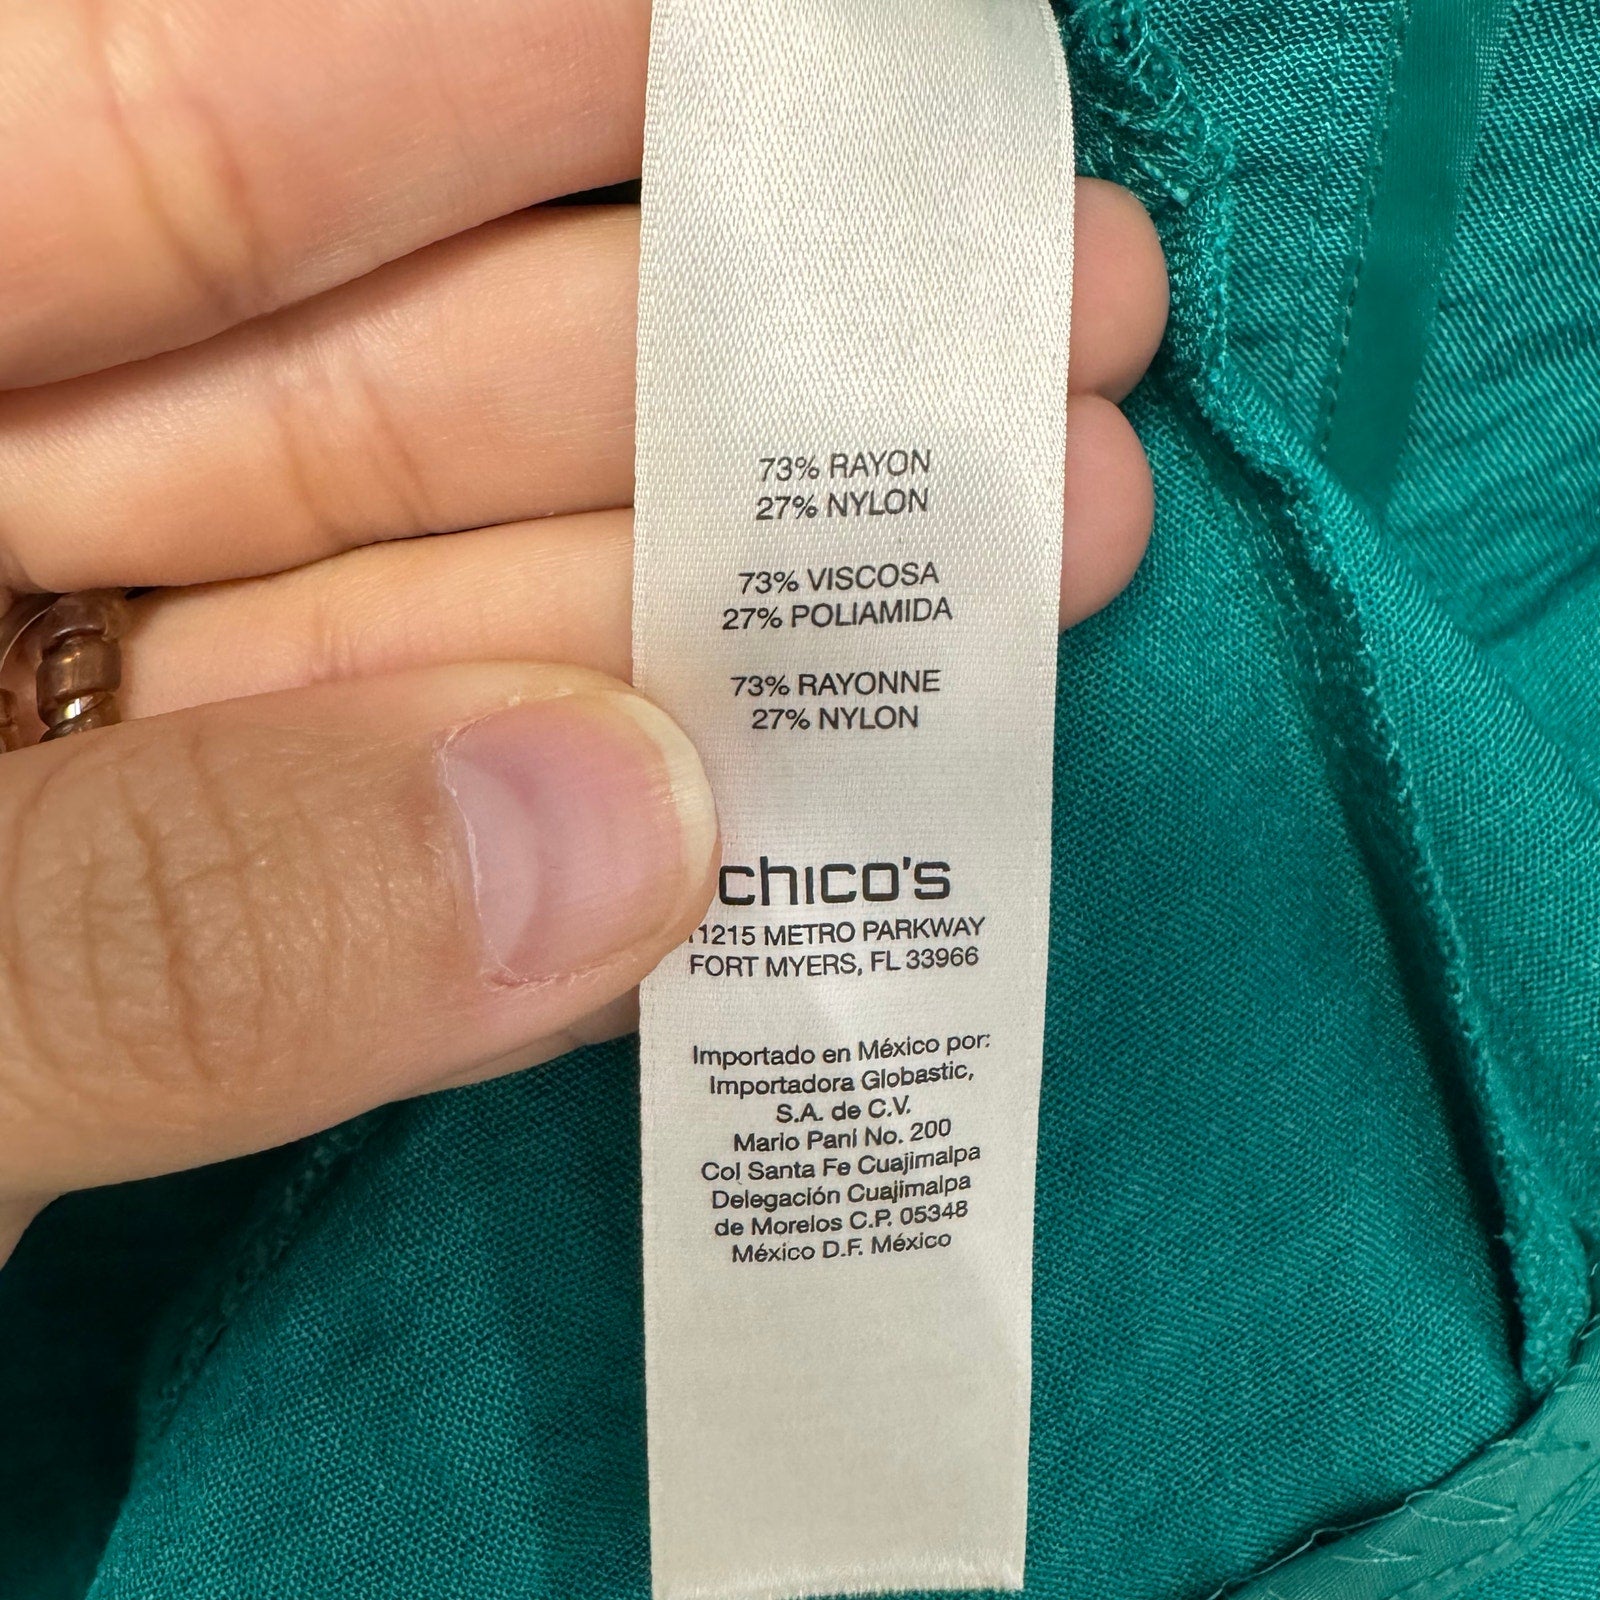 73% RAYON
27% NYLON
73% VISCOSA
27% POLIAMIDA
73% RAYONNE
27% NYLON
chico's
11215 METRO PARKWAY
FORT MYERS, FL 33966
Importado en México por:
Importadora Globastic,
S.A. de C.V.
Mario Pani No. 200
Col Santa Fe Cuajimalpa
Delegación Cuajimalpa
de Morelos C.P. 05348
México D.F. México